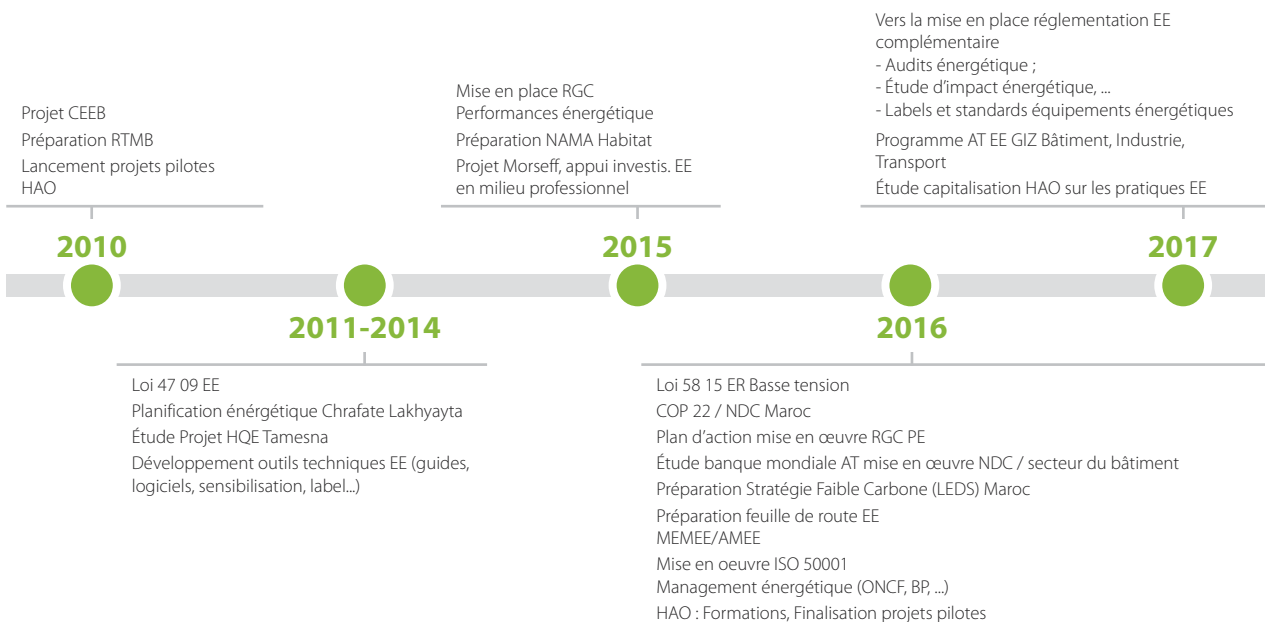 Projet CEEB
Préparation RTMB
Lancement projets pilotes
HAO
2010
2011-2014
Loi 47 09 EE
Planification énérgétique Chrafate Lakhyayta
Étude Projet HQE Tamesna
Développement outils techniques EE (guides,
logiciels, sensibilisation, label...)
Mise en place RGC
Performances énergétique
Préparation NAMA Habitat
Projet Morseff, appui investis. EE
en milieu professionnel
2015
2016
Loi 58 15 ER Basse tension
COP 22 / NDC Maroc
Plan d'action mise en œuvre RGC PE
Étude banque mondiale AT mise en œuvre NDC / secteur du bâtiment
Préparation Stratégie Faible Carbone (LEDS) Maroc
Préparation feuille de route EE
MEMEE/AMEE
Mise en oeuvre ISO 50001
Management énergétique (ONCF, BP, ...)
HAO : Formations, Finalisation projets pilotes
Vers la mise en place réglementation EE
complémentaire
- Audits énergétique ;
- Étude d'impact énergétique, ...
- Labels et standards équipements énergétiques
Programme AT EE GIZ Bâtiment, Industrie,
Transport
Étude capitalisation HAO sur les pratiques EE
2017